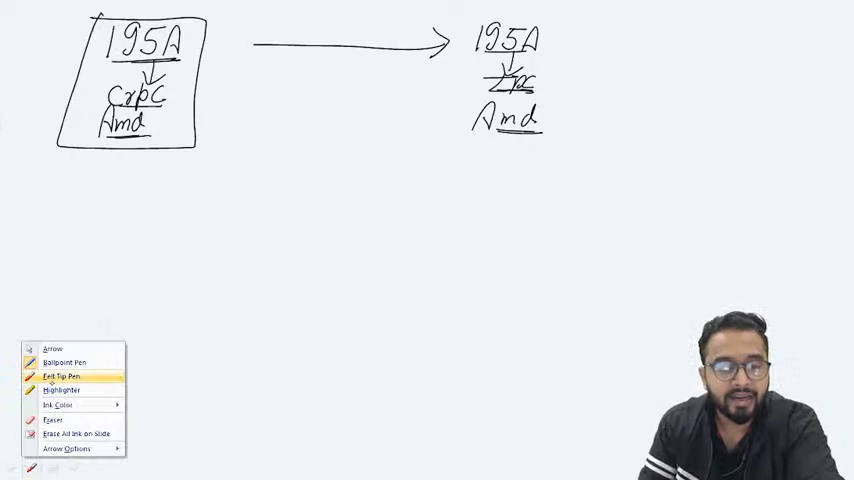 195A
CrPC
Amd
195A
IPC
Amd
Arrow
Ballpoint Pen
Felt Tip Pen
Highlighter
Ink Color
Eraser
Erase All Ink on Slide
Arrow Options